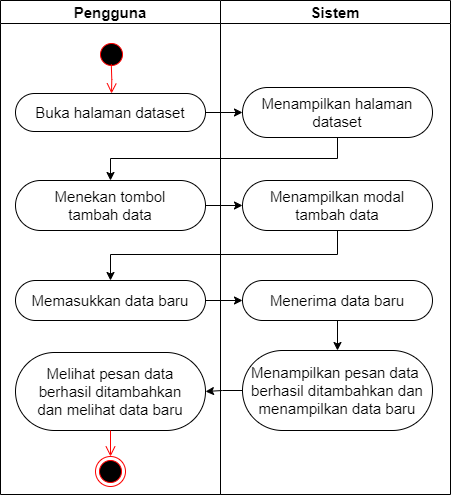 Pengguna
Sistem
Buka halaman dataset
Menampilkan halaman
dataset
Menekan tombol
tambah data
Menampilkan modal
tambah data
Memasukkan data baru
Menerima data baru
Menampilkan pesan data
berhasil ditambahkan dan
menampilkan data baru
Melihat pesan data
berhasil ditambahkan
dan melihat data baru